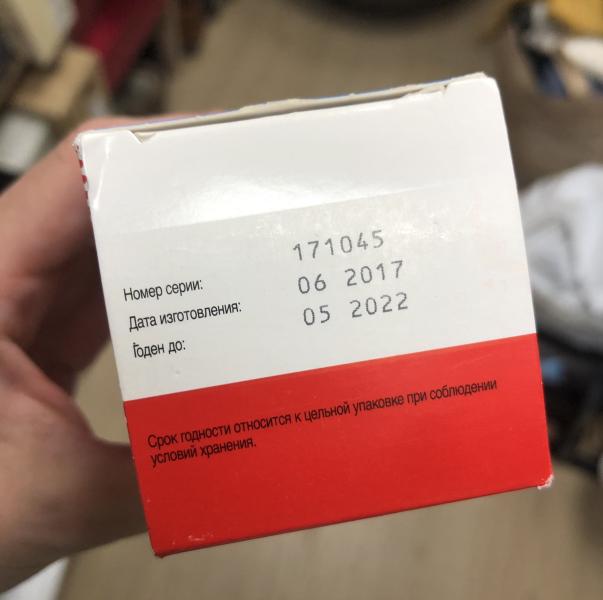 Номер серии: 171045
Дата изготовления: 06 2017
Годен до: 05 2022
Срок годности относится к цельной упаковке при соблюдении
условий хранения.